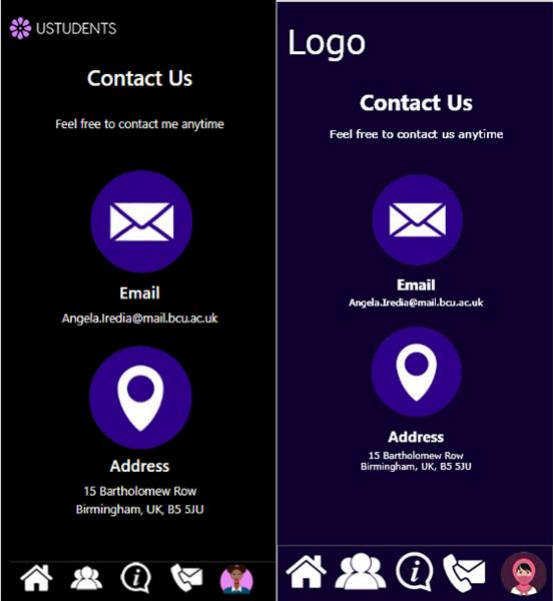 USTUDENTS
Contact Us
Feel free to contact me anytime
Email
Angela.Iredia@mail.bcu.ac.uk
Address
15 Bartholomew Row
Birmingham, UK, B5 5JU
Logo
Contact Us
Feel free to contact us anytime
Email
Angela.Iredia@mail.bcu.ac.uk
Address
15 Bartholomew Row
Birmingham, UK, B5 5JU